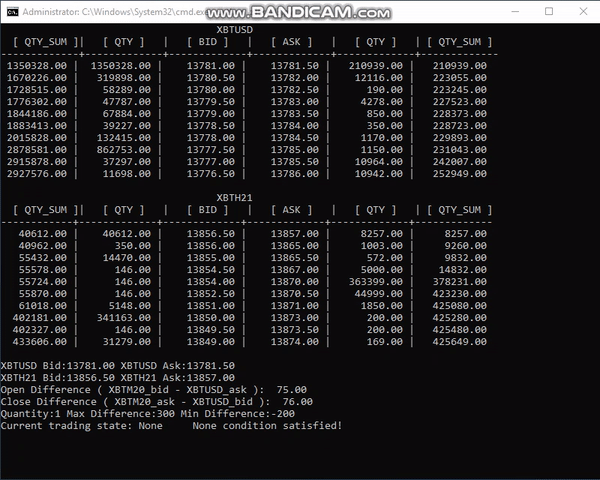 Administrator: C:\Windows\System32\cmd.exe
www.BANDICAM.com
XBTUSD
[ QTY_SUM ]| [ QTY ] | [ BID ] | [ ASK ] | [ QTY ] | [ QTY_SUM ]
1350328.00 | 1350328.00 | 13781.00 | 13781.50 | 210939.00 | 210939.00
1670226.00 | 319898.00 | 13780.50 | 13782.00 | 12116.00 | 223055.00
1728515.00 | 58289.00 | 13780.00 | 13782.50 | 190.00 | 223245.00
1776302.00 | 47787.00 | 13779.50 | 13783.00 | 4278.00 | 227523.00
1844186.00 | 67884.00 | 13779.00 | 13783.50 | 850.00 | 228373.00
1883413.00 | 39227.00 | 13778.50 | 13784.00 | 350.00 | 228723.00
2015828.00 | 132415.00 | 13778.00 | 13784.50 | 1170.00 | 229893.00
2878581.00 | 862753.00 | 13777.50 | 13785.00 | 1150.00 | 231043.00
2915878.00 | 37297.00 | 13777.00 | 13785.50 | 10964.00 | 242007.00
2927576.00 | 11698.00 | 13776.50 | 13786.00 | 10942.00 | 252949.00
XBTH21
[ QTY_SUM ]| [ QTY ] | [ BID ] | [ ASK ] | [ QTY ] | [ QTY_SUM ]
40612.00 | 40612.00 | 13856.50 | 13857.00 | 8257.00 | 8257.00
40962.00 | 350.00 | 13856.00 | 13865.00 | 1003.00 | 9260.00
55432.00 | 14470.00 | 13855.00 | 13865.50 | 572.00 | 9832.00
55578.00 | 146.00 | 13854.50 | 13867.00 | 5000.00 | 14832.00
55724.00 | 146.00 | 13854.00 | 13870.00 | 363399.00 | 378231.00
55870.00 | 146.00 | 13852.50 | 13870.50 | 44999.00 | 423230.00
61018.00 | 5148.00 | 13851.00 | 13871.00 | 1850.00 | 425080.00
402181.00 | 341163.00 | 13850.00 | 13873.00 | 200.00 | 425280.00
402327.00 | 146.00 | 13849.50 | 13873.50 | 200.00 | 425480.00
433606.00 | 31279.00 | 13849.00 | 13874.00 | 169.00 | 425649.00
XBTUSD Bid:13781.00 XBTUSD Ask:13781.50
XBTH21 Bid:13856.50 XBTH21 Ask:13857.00
Open Difference ( XBTM20_bid - XBTUSD_ask ): 75.00
Close Difference ( XBTM20_ask - XBTUSD_bid ): 76.00
Quantity:1 Max Difference:300 Min Difference:-200
Current trading state: None None condition satisfied!